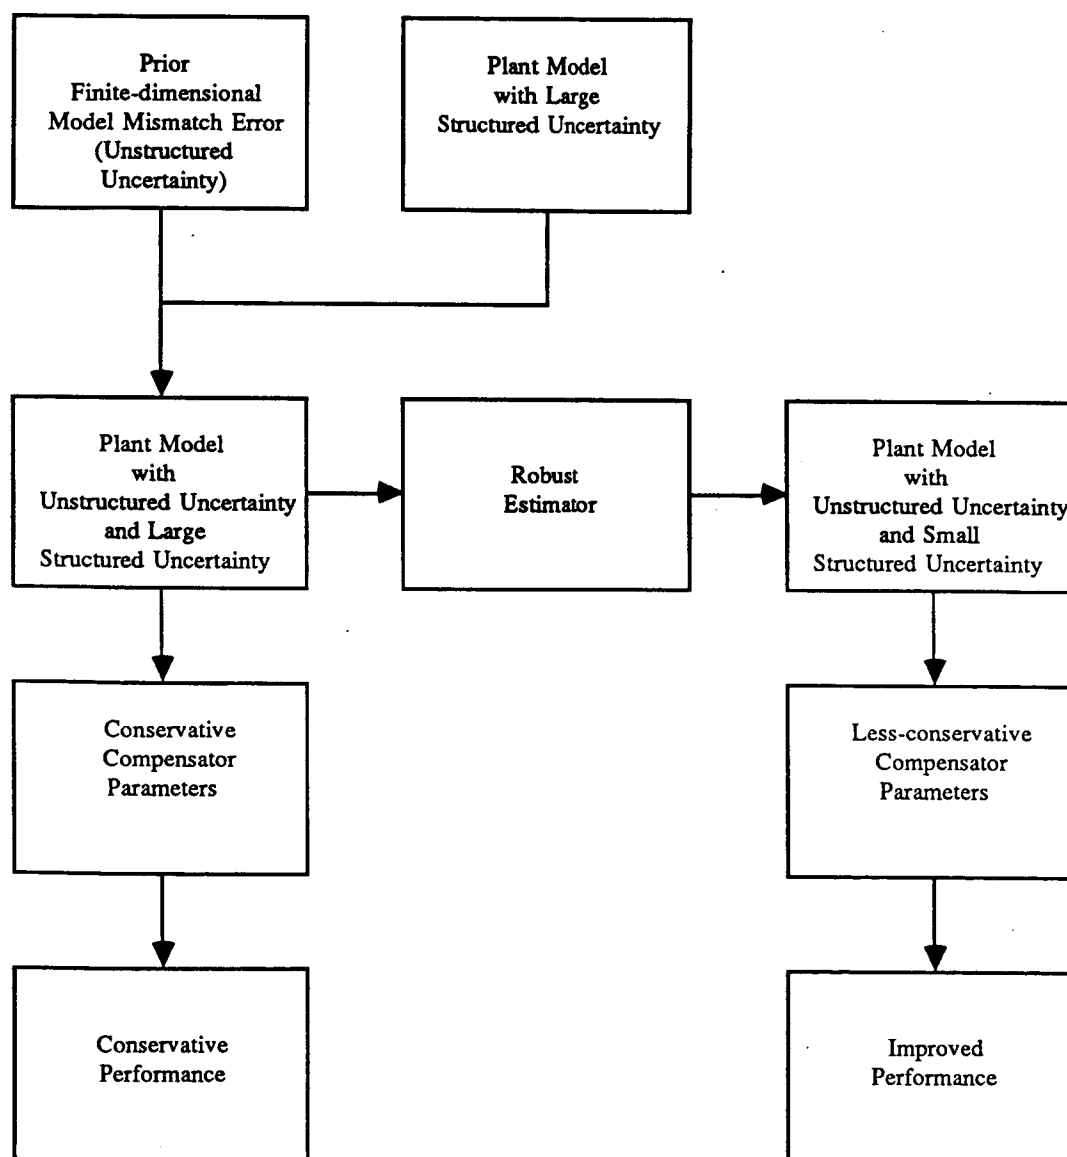 Prior
Finite-dimensional
Model Mismatch Error
(Unstructured
Uncertainty)
Plant Model
with Large
Structured Uncertainty
Plant Model
with
Unstructured Uncertainty
and Large
Structured Uncertainty
Robust
Estimator
Plant Model
with
Unstructured Uncertainty
and Small
Structured Uncertainty
Conservative
Compensator
Parameters
Less-conservative
Compensator
Parameters
Conservative
Performance
Improved
Performance